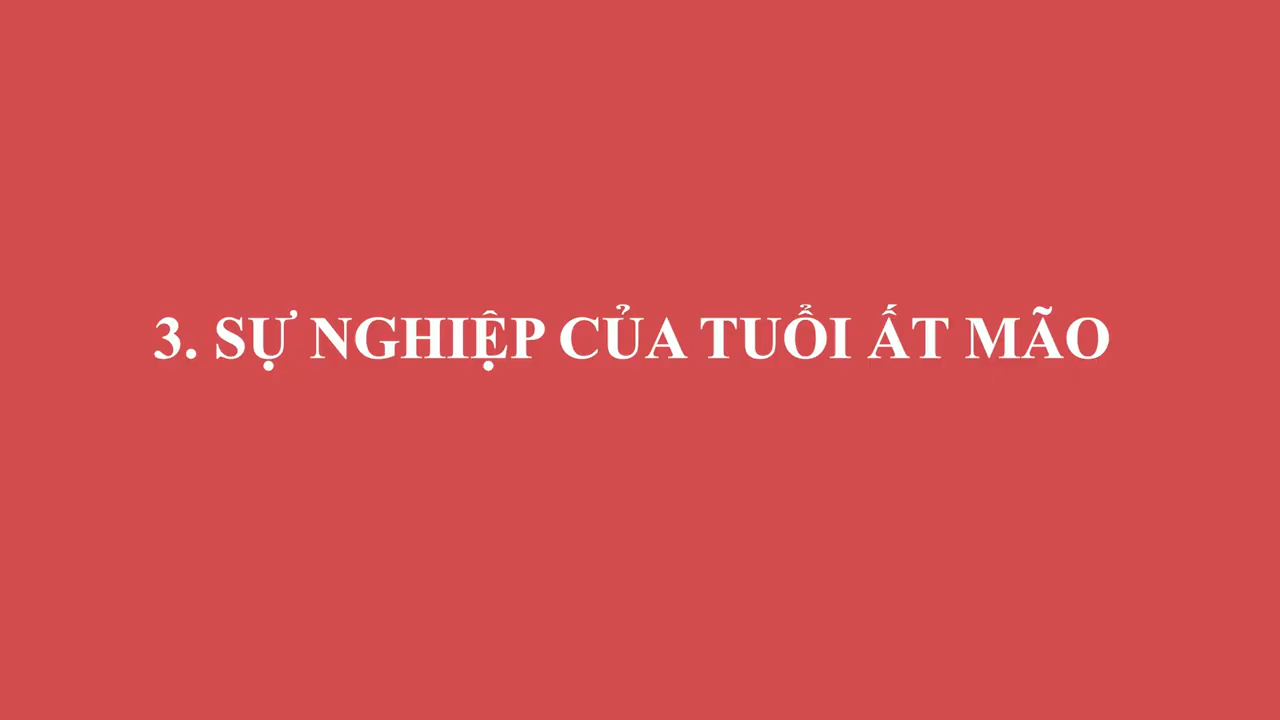 3. SỰ NGHIỆP CỦA TUỔI ẤT MÃO